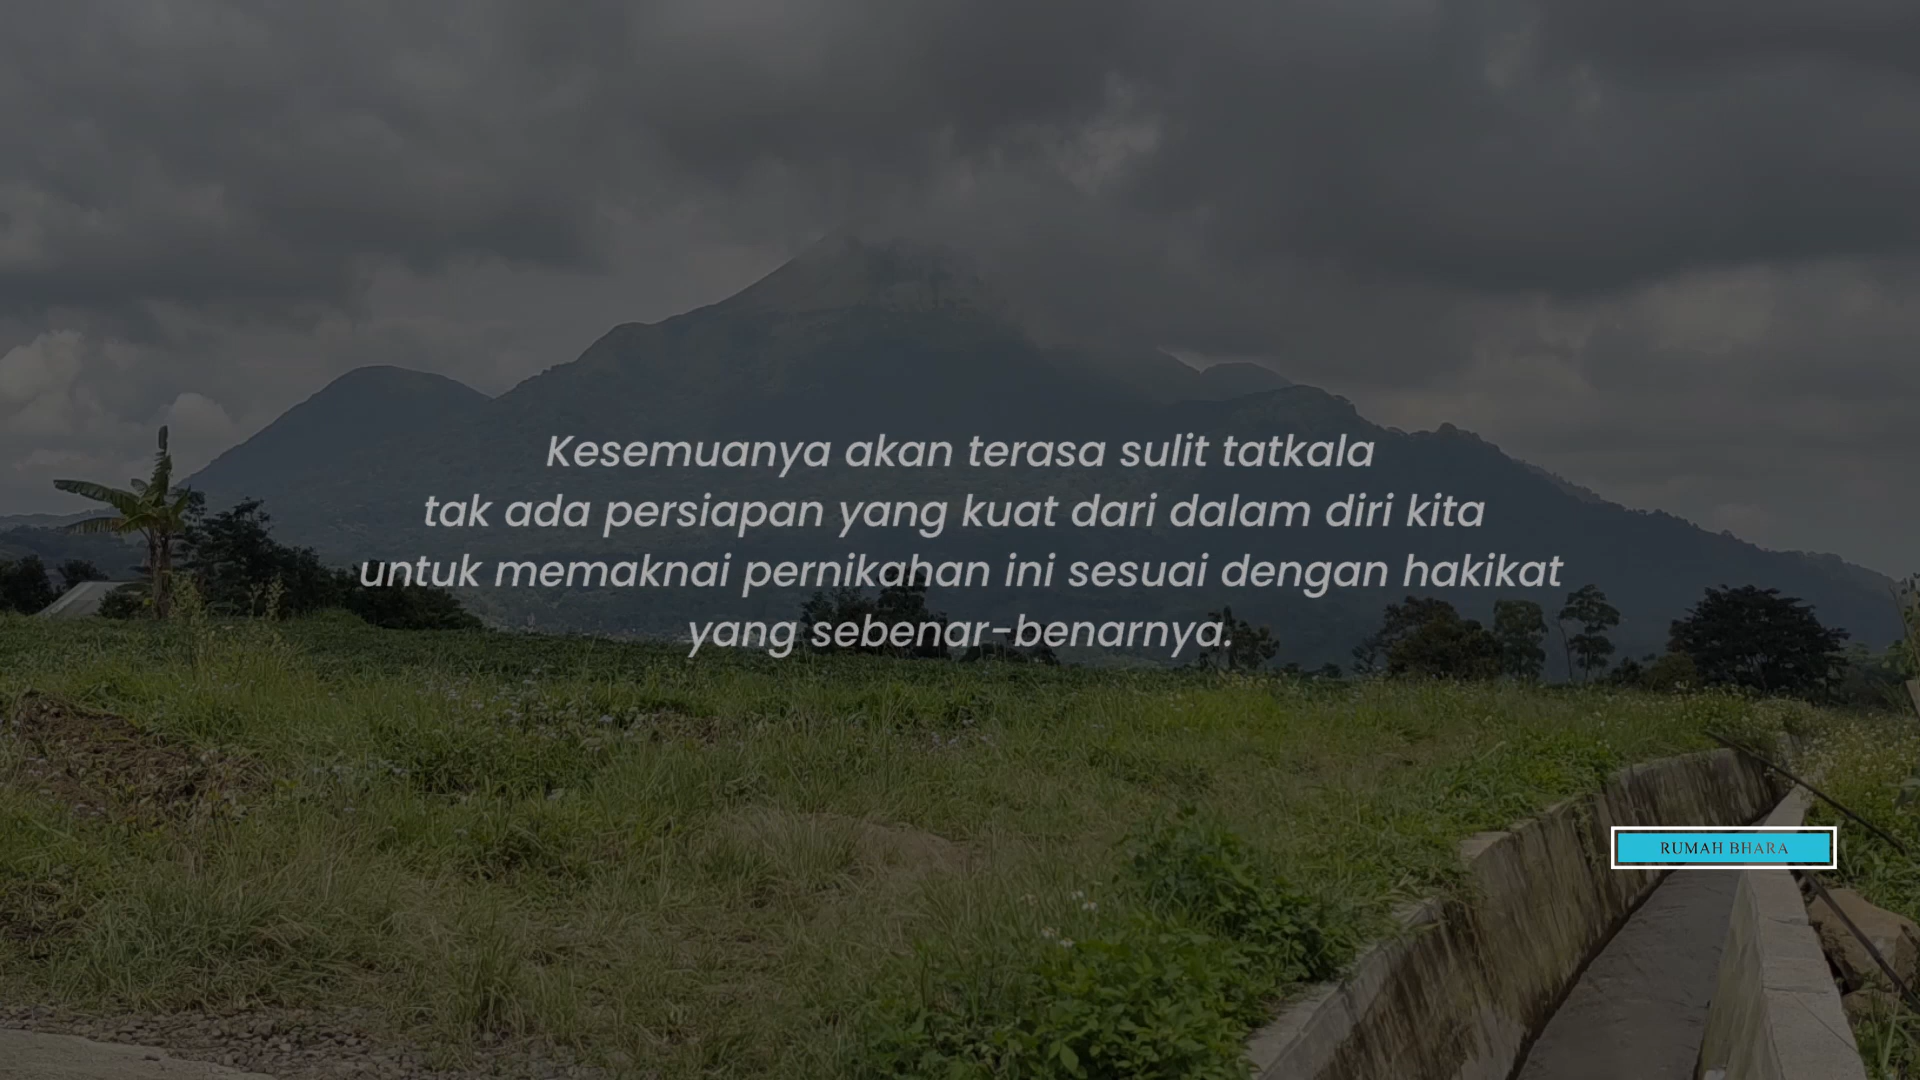 Kesemuanya akan terasa sulit tatkala
tak ada persiapan yang kuat dari dalam diri kita
untuk memaknai pernikahan ini sesuai dengan hakikat
yang sebenar-benarnya.
RUMAH BHARA